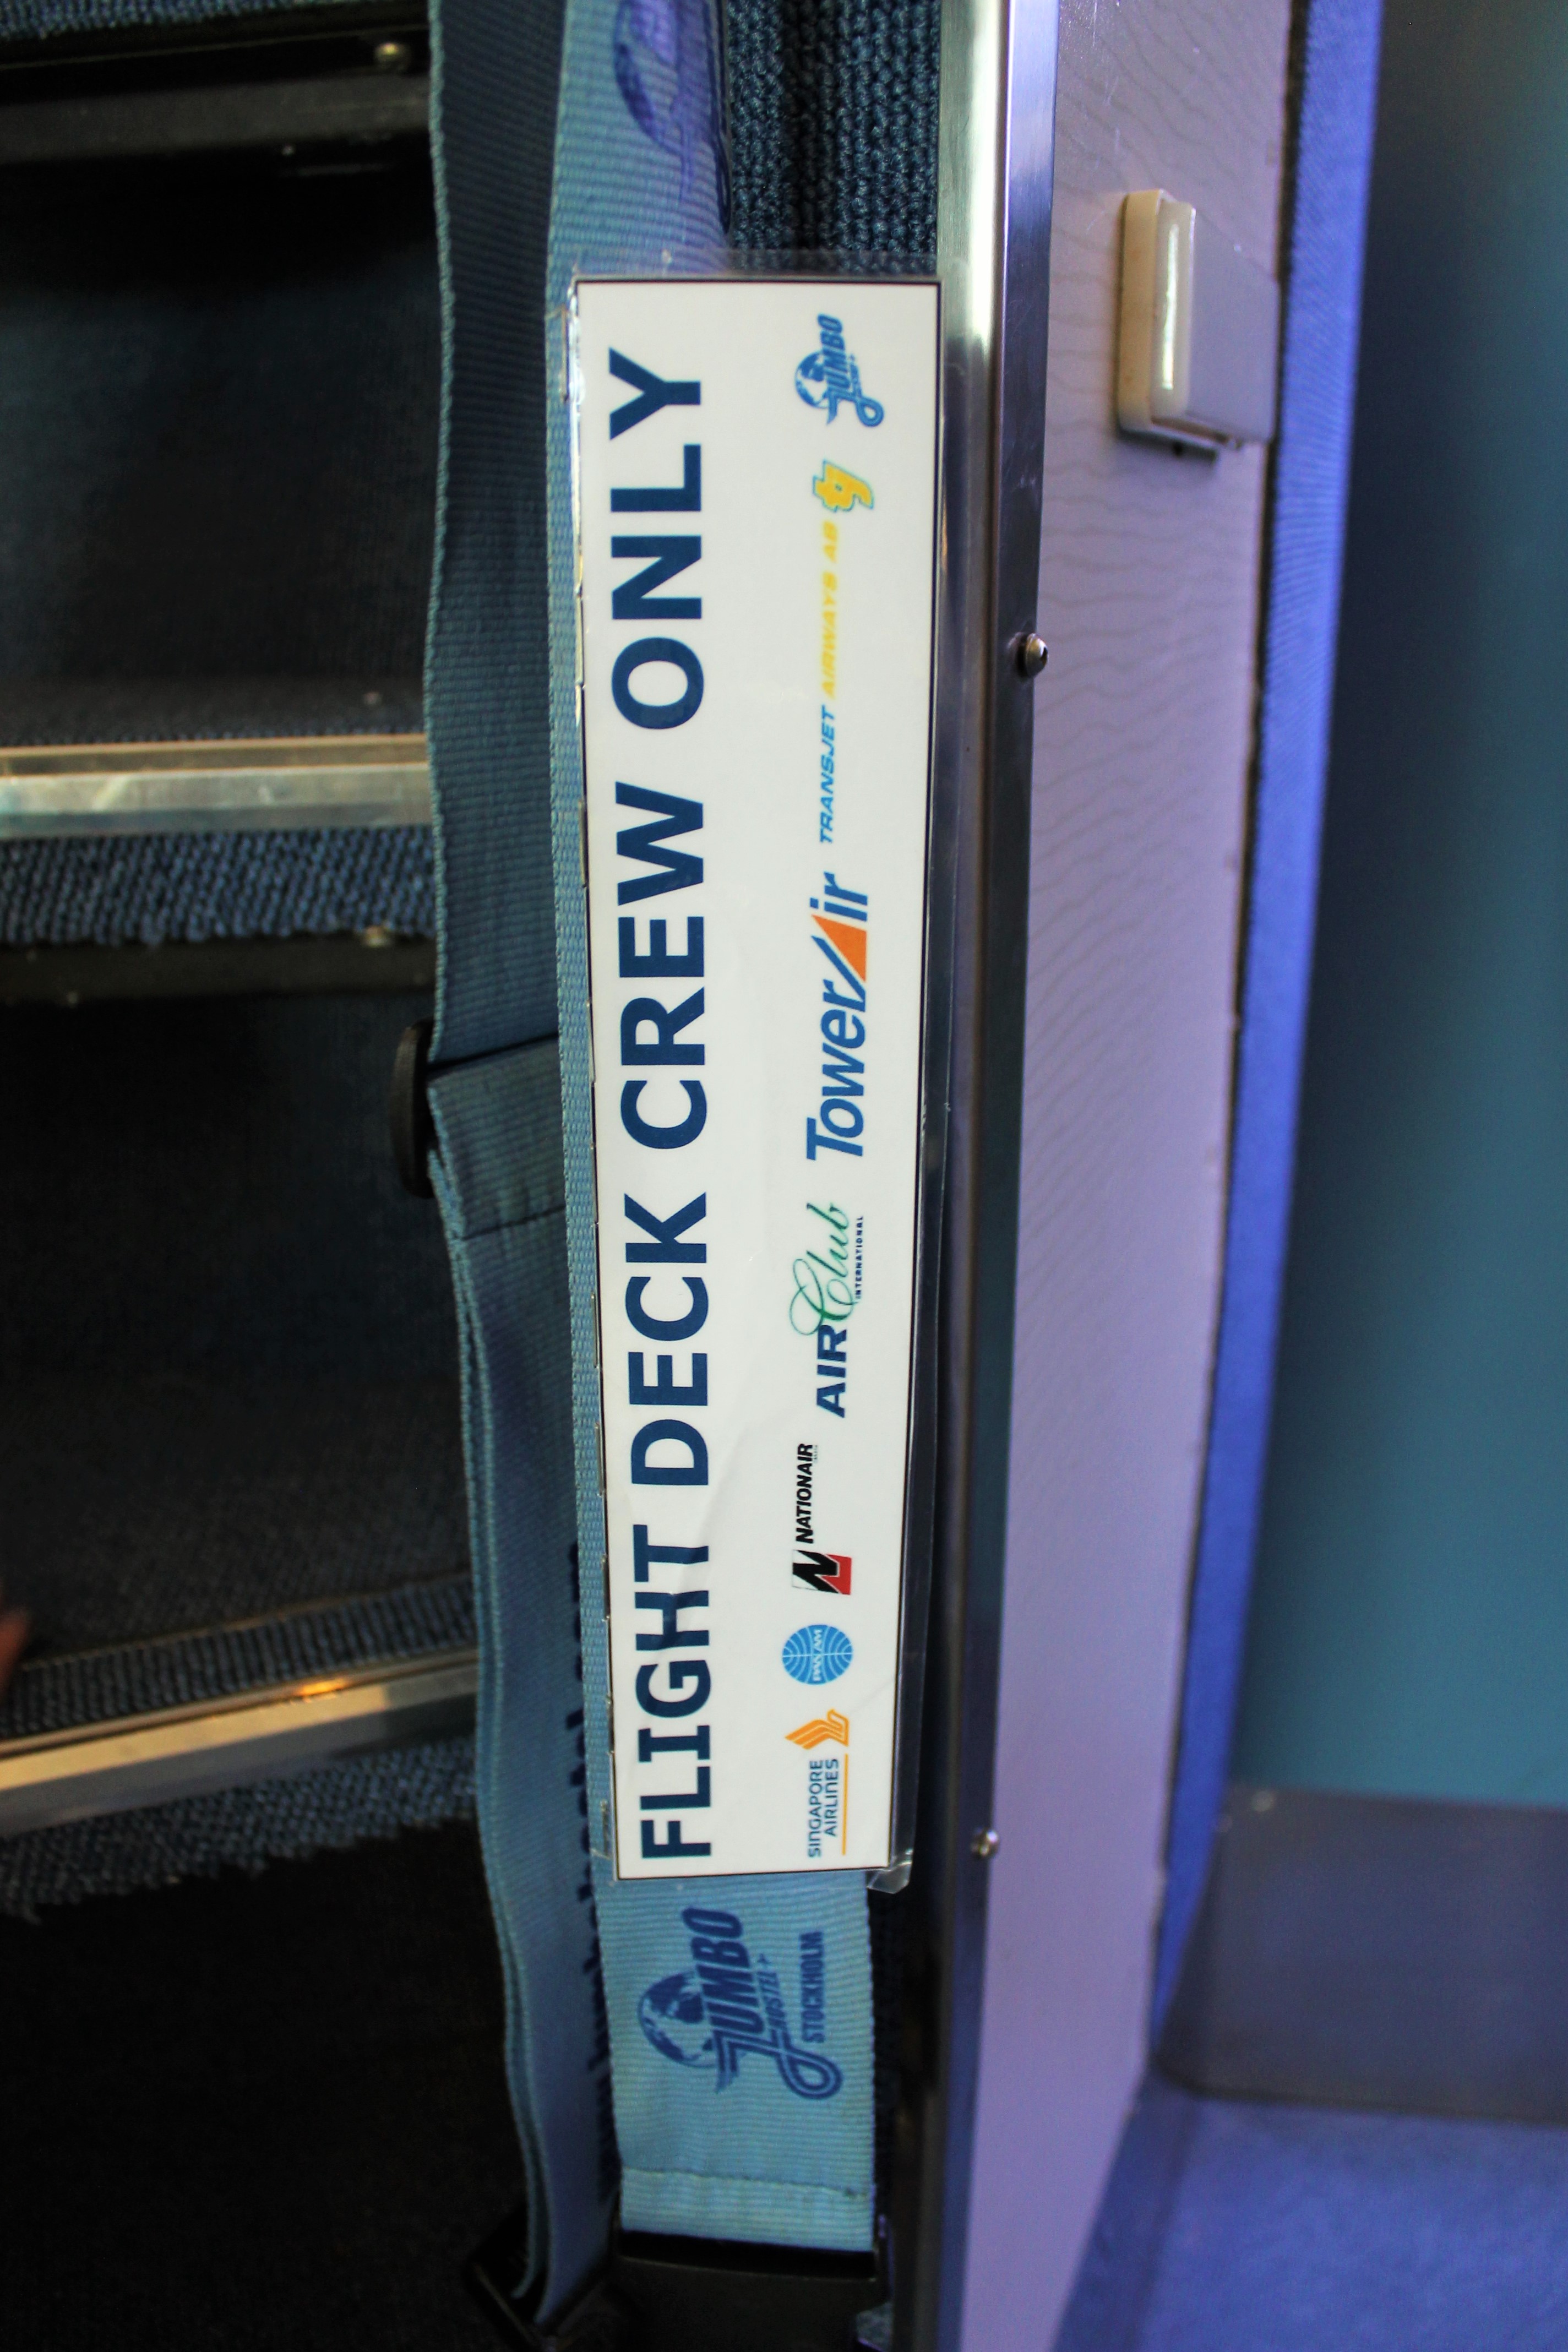 FLIGHT DECK CREW ONLY
SINGAPORE
AIRLINES
PAN AM
NATIONAIR
AIR Club
INTERNATIONAL
Tower Air
TRANSJET AIRWAYS AB
JUMBO
JUMBO
HOSTEL
STOCKHOLM